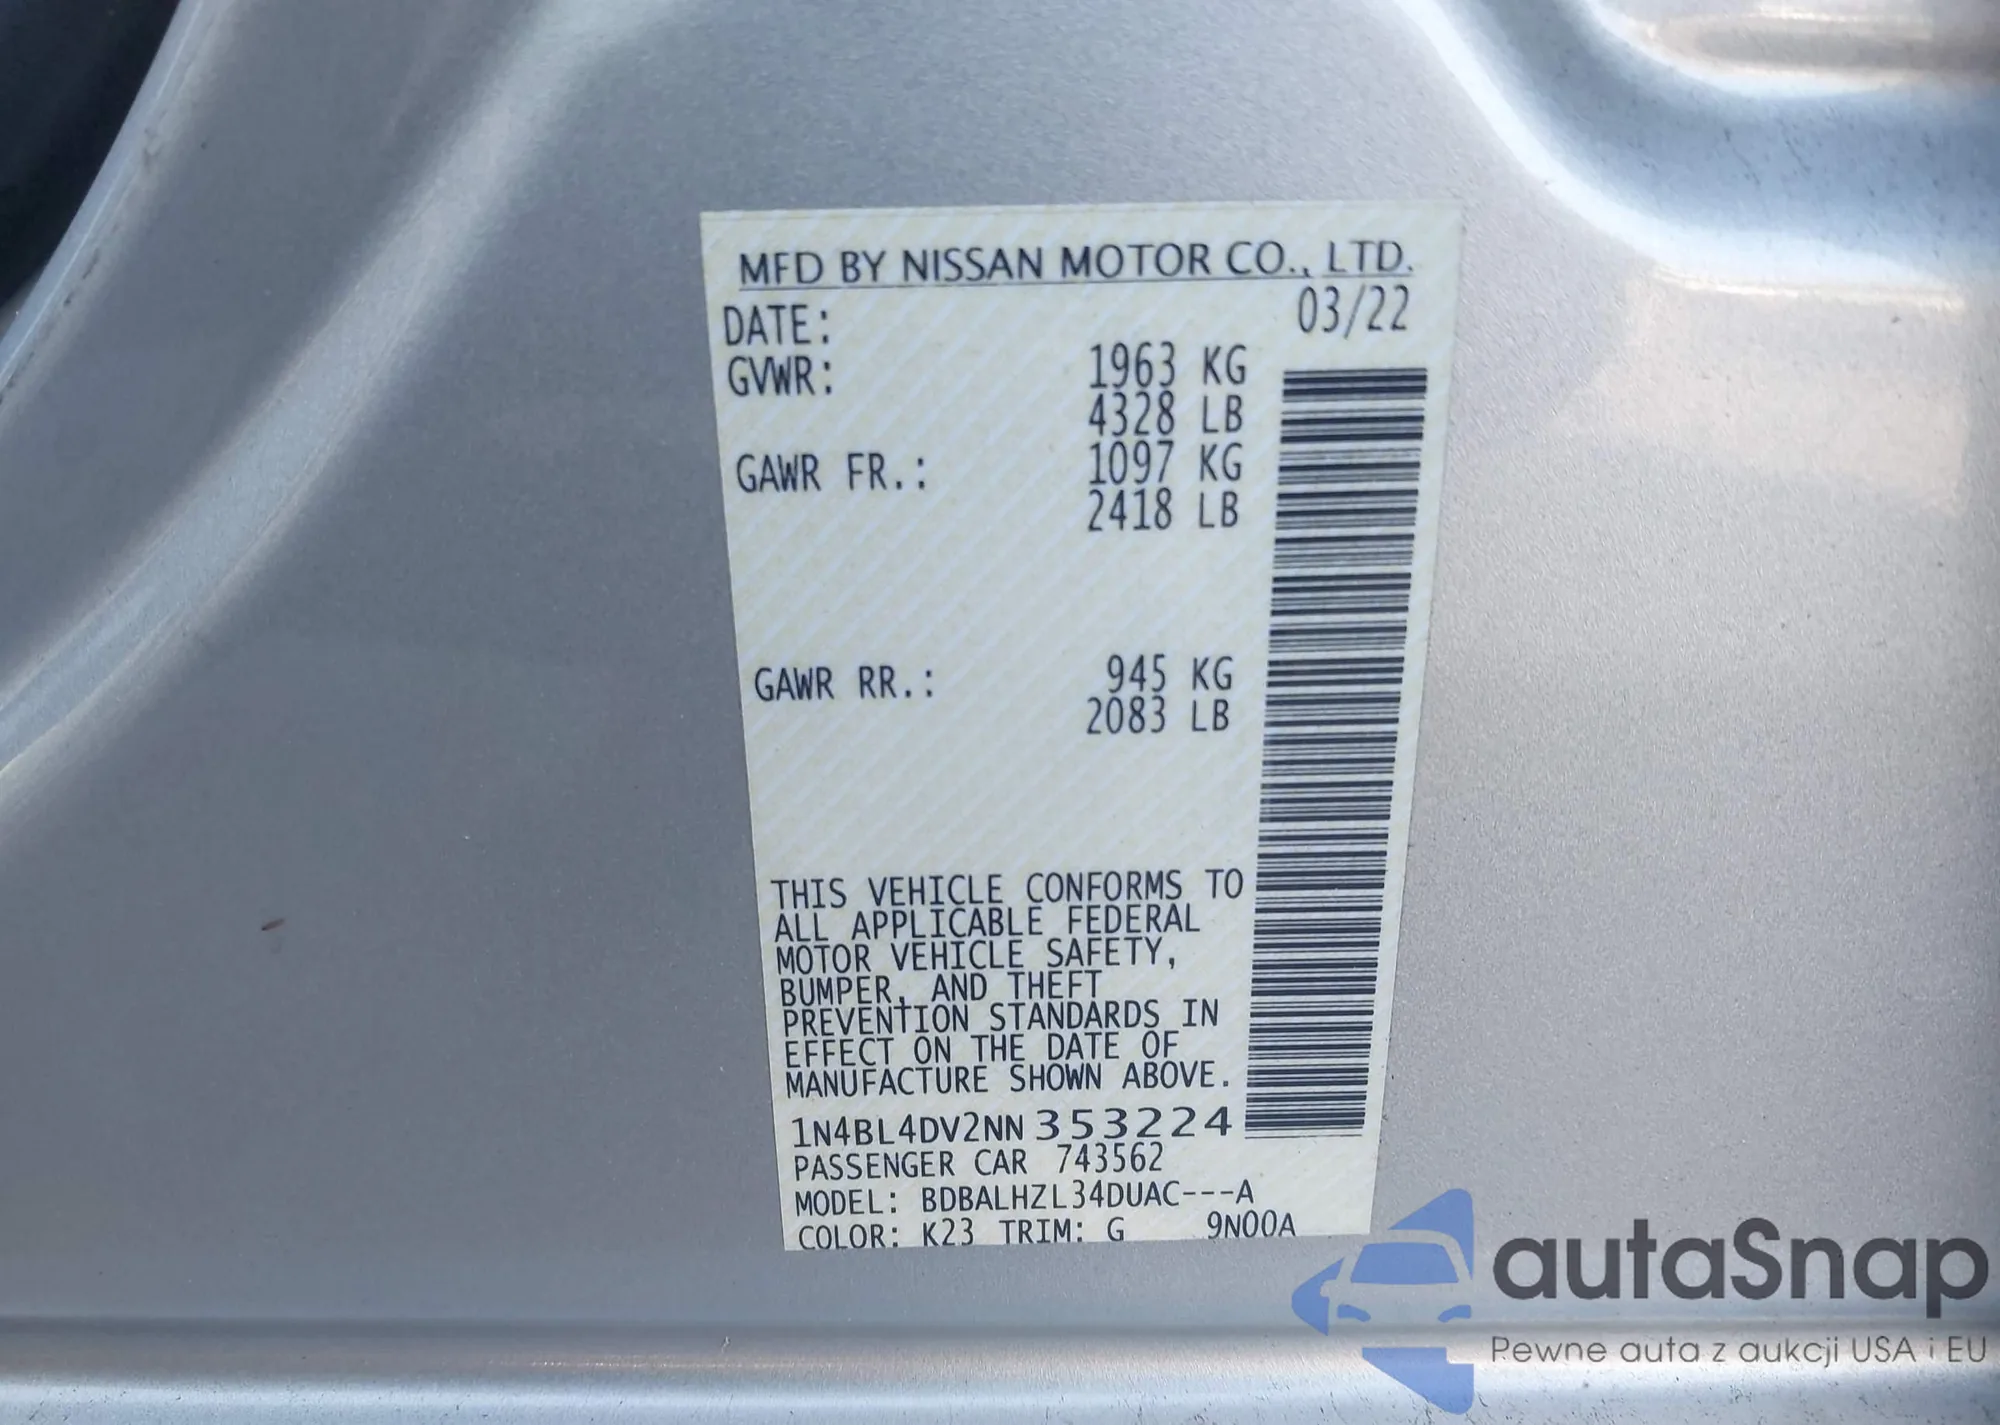 MFD BY NISSAN MOTOR CO., LTD.
DATE: 03/22
GVWR: 1963 KG
4328 LB
GAWR FR.: 1097 KG
2418 LB
GAWR RR.: 945 KG
2083 LB
THIS VEHICLE CONFORMS TO
ALL APPLICABLE FEDERAL
MOTOR VEHICLE SAFETY,
BUMPER, AND THEFT
PREVENTION STANDARDS IN
EFFECT ON THE DATE OF
MANUFACTURE SHOWN ABOVE.
1N4BL4DV2NN353224
PASSENGER CAR 743562
MODEL: BDBALHZL34DUAC---A
COLOR: K23 TRIM: G 9N00A
autaSnap
Pewne auta z aukcji USA i EU